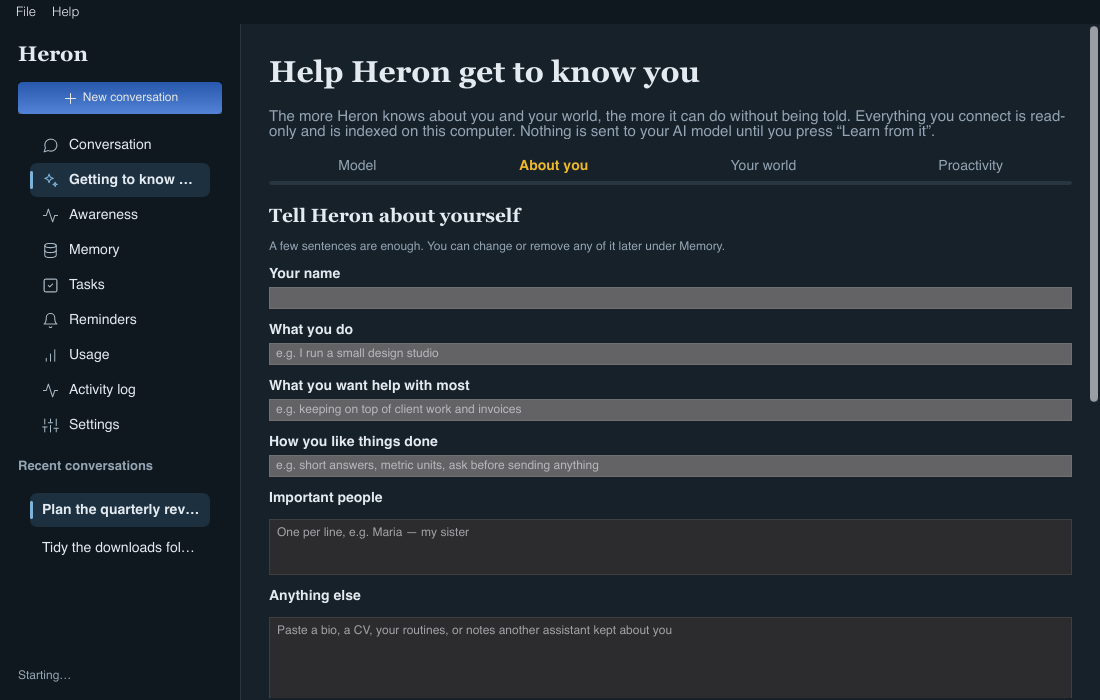 File Help
Heron
New conversation
Conversation
Getting to know ...
Awareness
Memory
Tasks
Reminders
Usage
Activity log
Settings
Recent conversations
Plan the quarterly rev...
Tidy the downloads fol...
Starting...
Help Heron get to know you
The more Heron knows about you and your world, the more it can do without being told. Everything you connect is read-
only and is indexed on this computer. Nothing is sent to your AI model until you press “Learn from it”.
Model About you Your world Proactivity
Tell Heron about yourself
A few sentences are enough. You can change or remove any of it later under Memory.
Your name
What you do
e.g. I run a small design studio
What you want help with most
e.g. keeping on top of client work and invoices
How you like things done
e.g. short answers, metric units, ask before sending anything
Important people
One per line, e.g. Maria — my sister
Anything else
Paste a bio, a CV, your routines, or notes another assistant kept about you